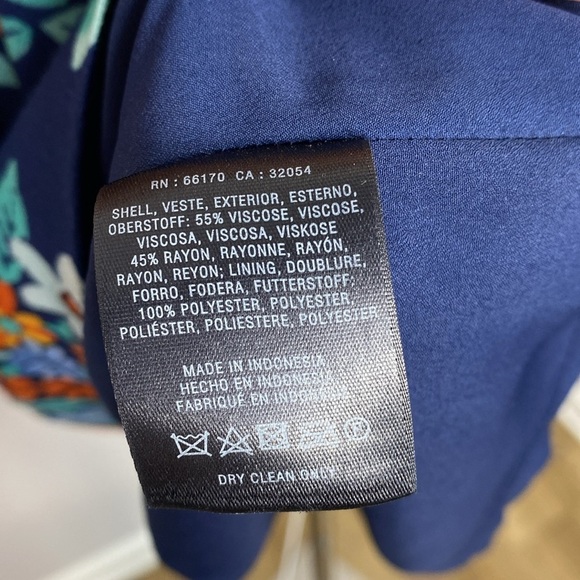 RN : 66170 CA : 32054
SHELL, VESTE, EXTERIOR, ESTERNO,
OBERSTOFF: 55% VISCOSE, VISCOSE,
VISCOSA, VISCOSA, VISKOSE
45% RAYON, RAYONNE, RAYÓN,
RAYON, REYON; LINING, DOUBLURE,
FORRO, FODERA, FUTTERSTOFF:
100% POLYESTER, POLYESTER
POLIÉSTER, POLIESTERE, POLYESTER
MADE IN INDONESIA
HECHO EN INDONESIA
FABRIQUÉ EN INDONESIA
DRY CLEAN ONLY